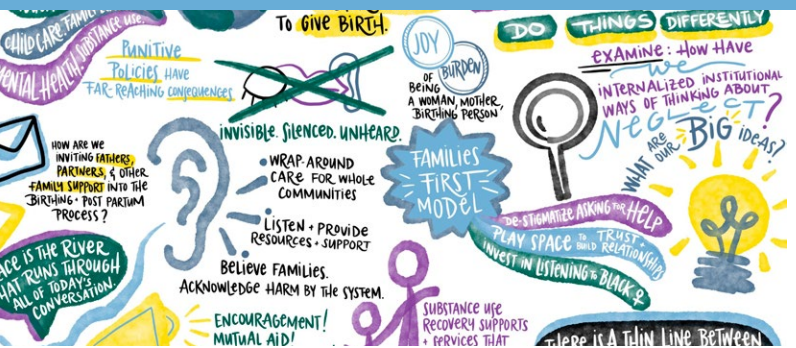 CHILD CARE. FAMILY
MENTAL HEALTH. SUBSTANCE USE.
PUNITIVE
POLICIES HAVE
FAR-REACHING CONSEQUENCES
TO GIVE BIRTH.
INVISIBLE. SILENCED. UNHEARD.
JOY
BURDEN
OF
BEING
A WOMAN, MOTHER,
BIRTHING PERSON
DO THINGS DIFFERENTLY
EXAMINE: HOW HAVE
WE
INTERNALIZED INSTITUTIONAL
WAYS OF THINKING ABOUT
NEGLECT?
WHAT ARE
OUR BIG IDEAS?
HOW ARE WE
INVITING FATHERS,
PARTNERS, & OTHER
FAMILY SUPPORT INTO THE
BIRTHING + POST PARTUM
PROCESS?
• WRAP-AROUND
CARE FOR WHOLE
COMMUNITIES
• LISTEN + PROVIDE
RESOURCES + SUPPORT
• BELIEVE FAMILIES.
ACKNOWLEDGE HARM BY THE SYSTEM.
FAMILIES
FIRST
MODEL
DE-STIGMATIZE ASKING FOR HELP
PLAY SPACE TO TRUST +
BUILD RELATIONSHIPS
INVEST IN LISTENING TO BLACK ♀
IS THE RIVER
THAT RUNS THROUGH
ALL OF TODAY'S
CONVERSATION.
ENCOURAGEMENT!
MUTUAL AID!
SUBSTANCE USE
RECOVERY SUPPORTS
+ SERVICES THAT
THERE IS A THIN LINE BETWEEN